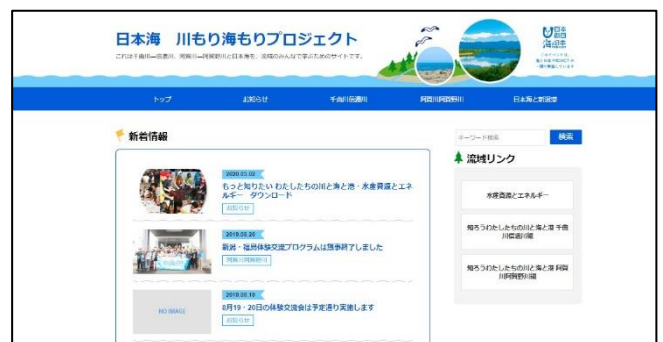 日本海　川もり海もりプロジェクト
これは千曲川=信濃川、阿賀川=阿賀野川と日本海を、流域のみんなで学ぶためのサイトです。
日本
財団
海と日本
トップ
お知らせ
千曲川信濃川
阿賀川阿賀野川
日本海と新潟港
新着情報
2020.03.02
もっと知りたい わたしたちの川と海と港・水産資源とエネ
ルギー　ダウンロード
お知らせ
2019.08.20
新潟・福島体験交流プログラムは無事終了しました
阿賀川阿賀野川
NO IMAGE
2019.08.19
8月19・20日の体験交流会は予定通り実施します
お知らせ
キーワード検索
検索
流域リンク
水産資源とエネルギー
知ろうわたしたちの川と海と港 千曲
川信濃川編
知ろうわたしたちの川と海と港 阿賀
川阿賀野川編